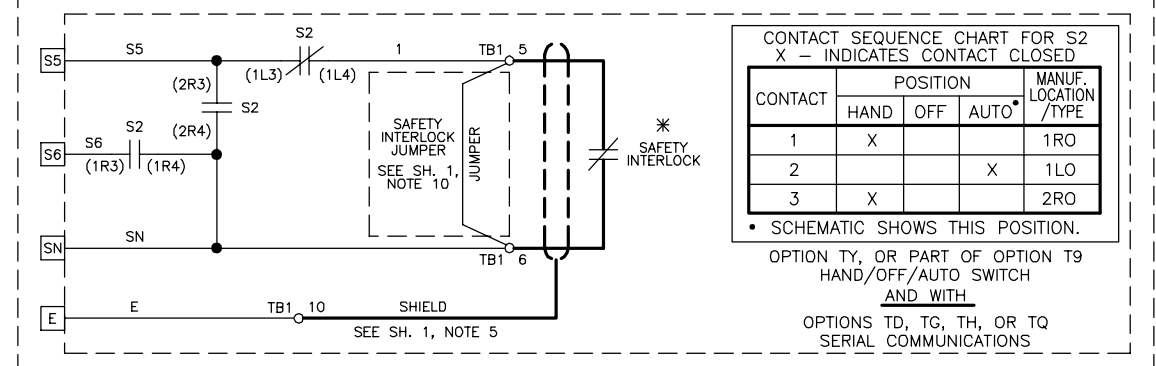 S5
S5
S2
(1L3)
(1L4)
1
TB1
5
(2R3)
S2
(2R4)
S6
S6
S2
(1R3)
(1R4)
SAFETY
INTERLOCK
JUMPER
SEE SH. 1,
NOTE 10
JUMPER
*
SAFETY
INTERLOCK
SN
SN
TB1
6
E
E
TB1
10
SHIELD
SEE SH. 1, NOTE 5
CONTACT SEQUENCE CHART FOR S2
X – INDICATES CONTACT CLOSED
CONTACT
POSITION
MANUF.
LOCATION
/TYPE
HAND
OFF
AUTO•
1 X 1RO
2 X 1LO
3 X 2RO
• SCHEMATIC SHOWS THIS POSITION.
OPTION TY, OR PART OF OPTION T9
HAND/OFF/AUTO SWITCH
AND WITH
OPTIONS TD, TG, TH, OR TQ
SERIAL COMMUNICATIONS